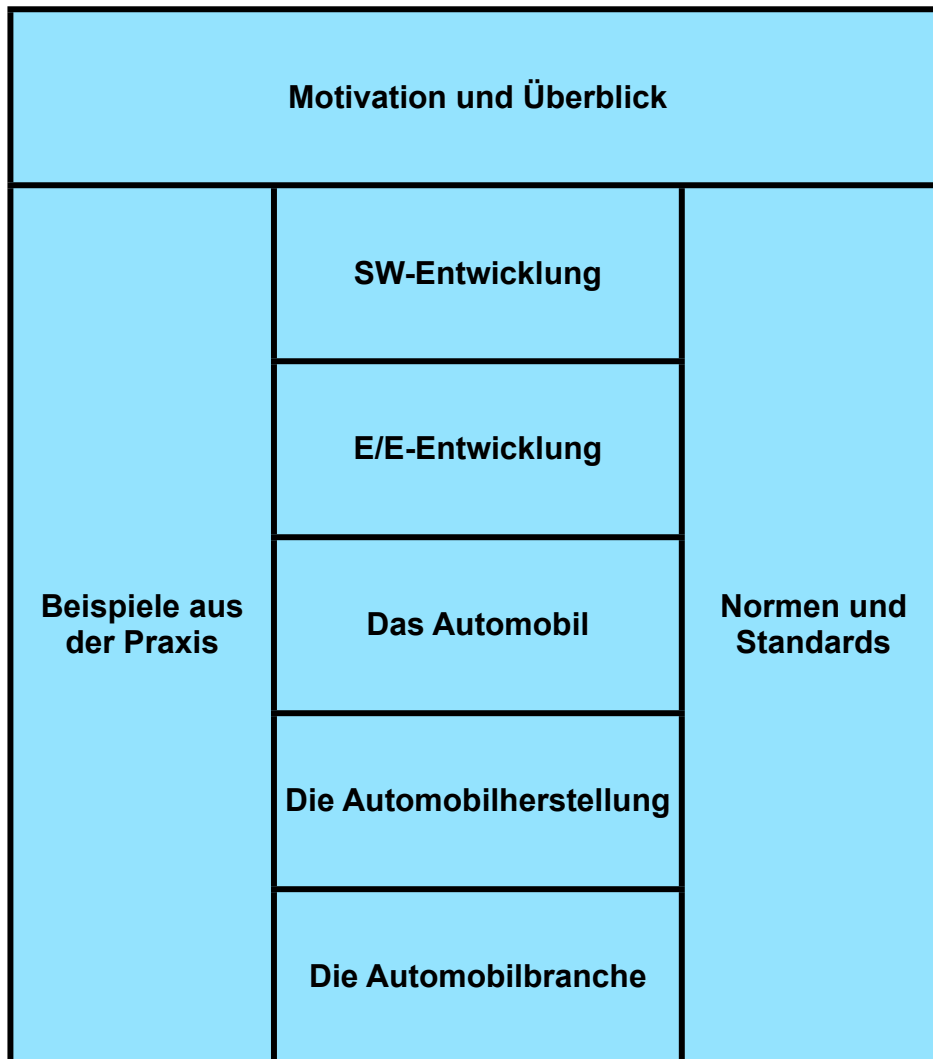 Motivation und Überblick
SW-Entwicklung
E/E-Entwicklung
Beispiele aus
der Praxis
Das Automobil
Normen und
Standards
Die Automobilherstellung
Die Automobilbranche